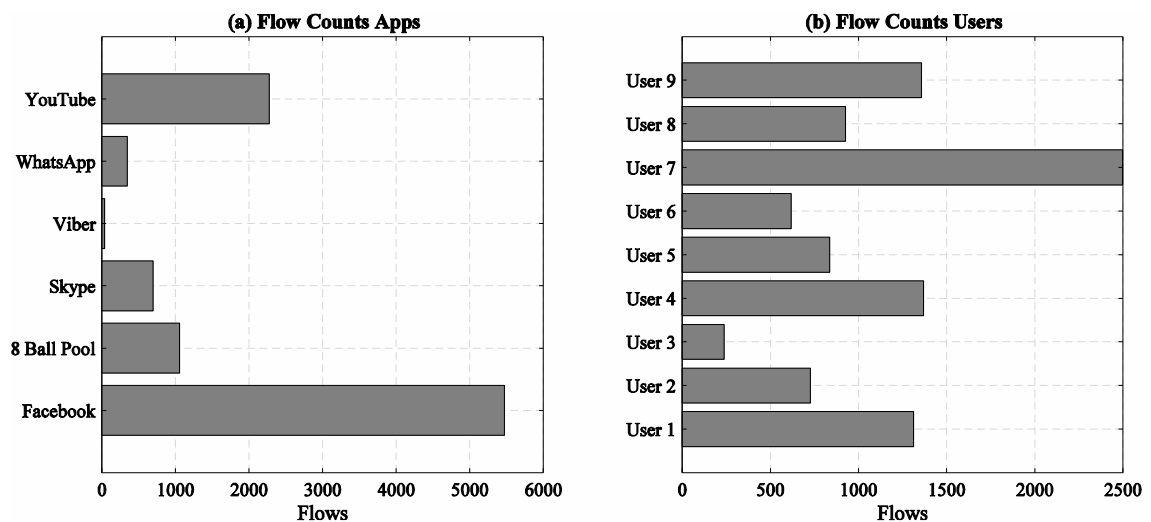 (a) Flow Counts Apps
YouTube
WhatsApp
Viber
Skype
8 Ball Pool
Facebook
0 1000 2000 3000 4000 5000 6000
Flows
(b) Flow Counts Users
User 9
User 8
User 7
User 6
User 5
User 4
User 3
User 2
User 1
0 500 1000 1500 2000 2500
Flows